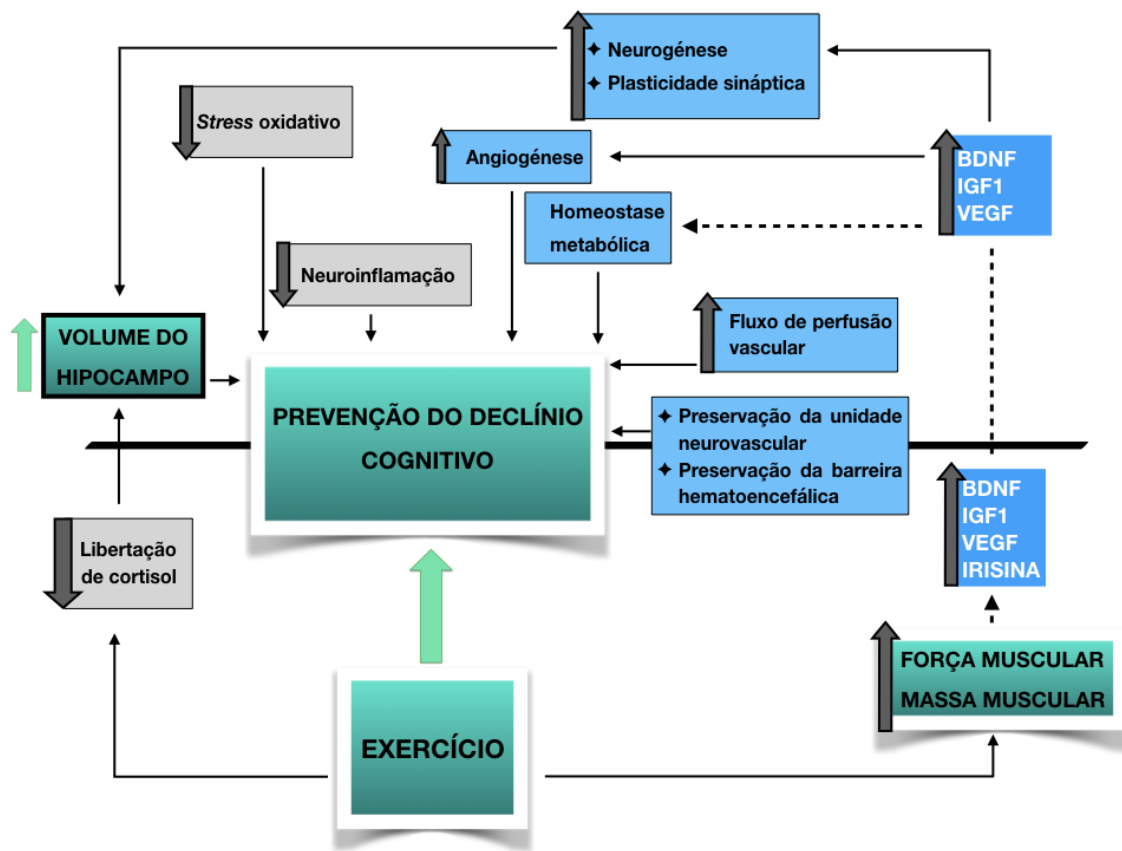 ✦ Neurogénese
✦ Plasticidade sináptica
Stress oxidativo
Angiogénese
BDNF
IGF1
VEGF
Homeostase
metabólica
Neuroinflamação
Fluxo de perfusão
vascular
VOLUME DO
HIPOCAMPO
PREVENÇÃO DO DECLÍNIO
COGNITIVO
✦ Preservação da unidade
neurovascular
✦ Preservação da barreira
hematoencefálica
BDNF
IGF1
VEGF
IRISINA
Libertação
de cortisol
FORÇA MUSCULAR
MASSA MUSCULAR
EXERCÍCIO